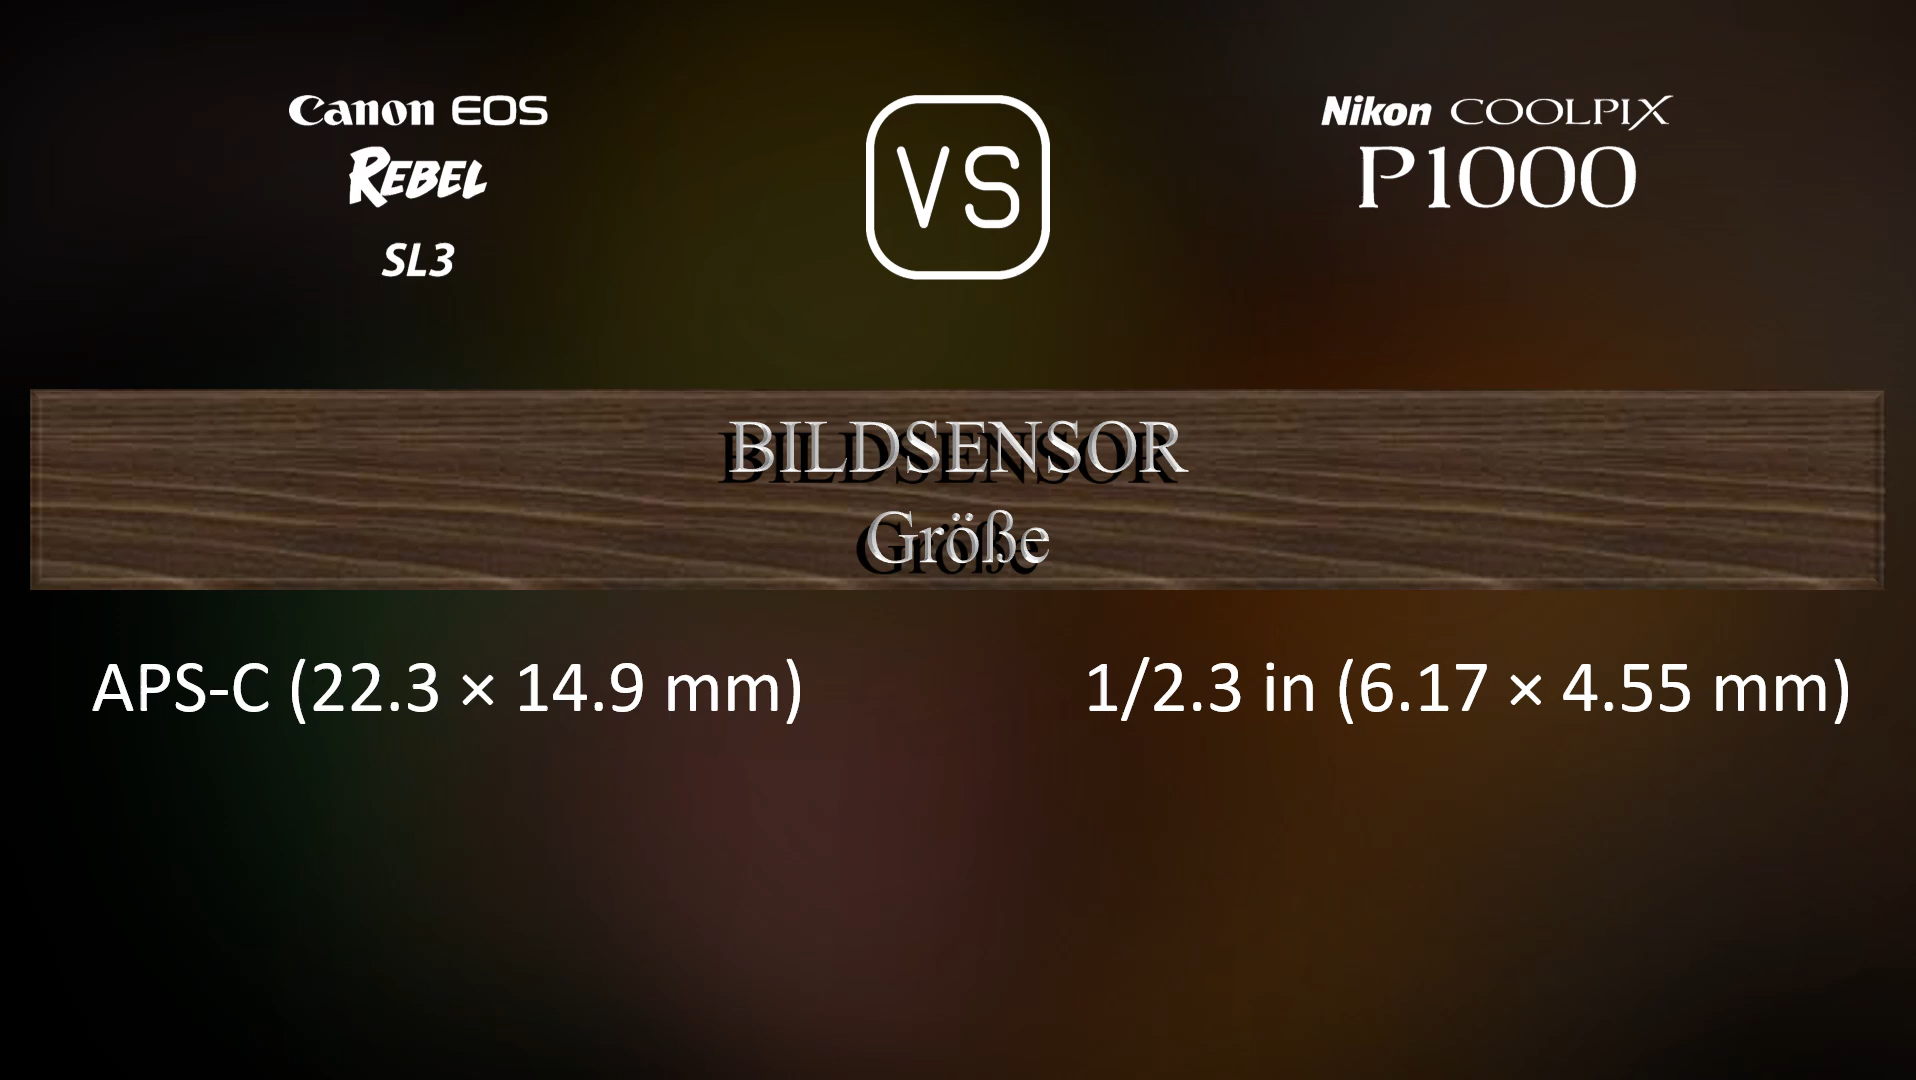 Canon EOS
REBEL
SL3
VS
Nikon COOLPIX
P1000
BILDSENSOR
Größe
APS-C (22.3 × 14.9 mm)
1/2.3 in (6.17 × 4.55 mm)